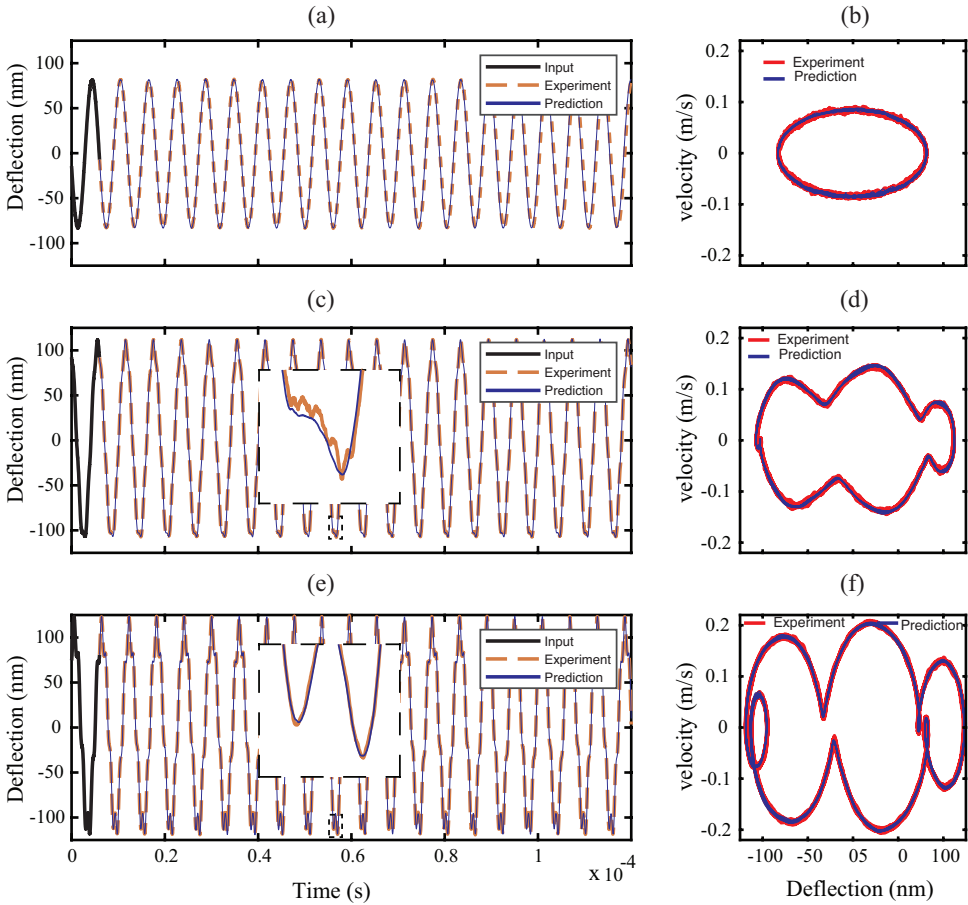 (a)
(b)
Deflection (nm)
100
50
0
-50
-100
Input
Experiment
Prediction
velocity (m/s)
0.2
0.1
0
-0.1
-0.2
Experiment
Prediction
(c)
(d)
Deflection (nm)
100
50
0
-50
-100
Input
Experiment
Prediction
velocity (m/s)
0.2
0.1
0
-0.1
-0.2
Experiment
Prediction
(e)
(f)
Deflection (nm)
100
50
0
-50
-100
Input
Experiment
Prediction
0 0.2 0.4 0.6 0.8 1
x 10-4
Time (s)
velocity (m/s)
0.2
0.1
0
-0.1
-0.2
Experiment Prediction
-100 -50 05 0 100
Deflection (nm)